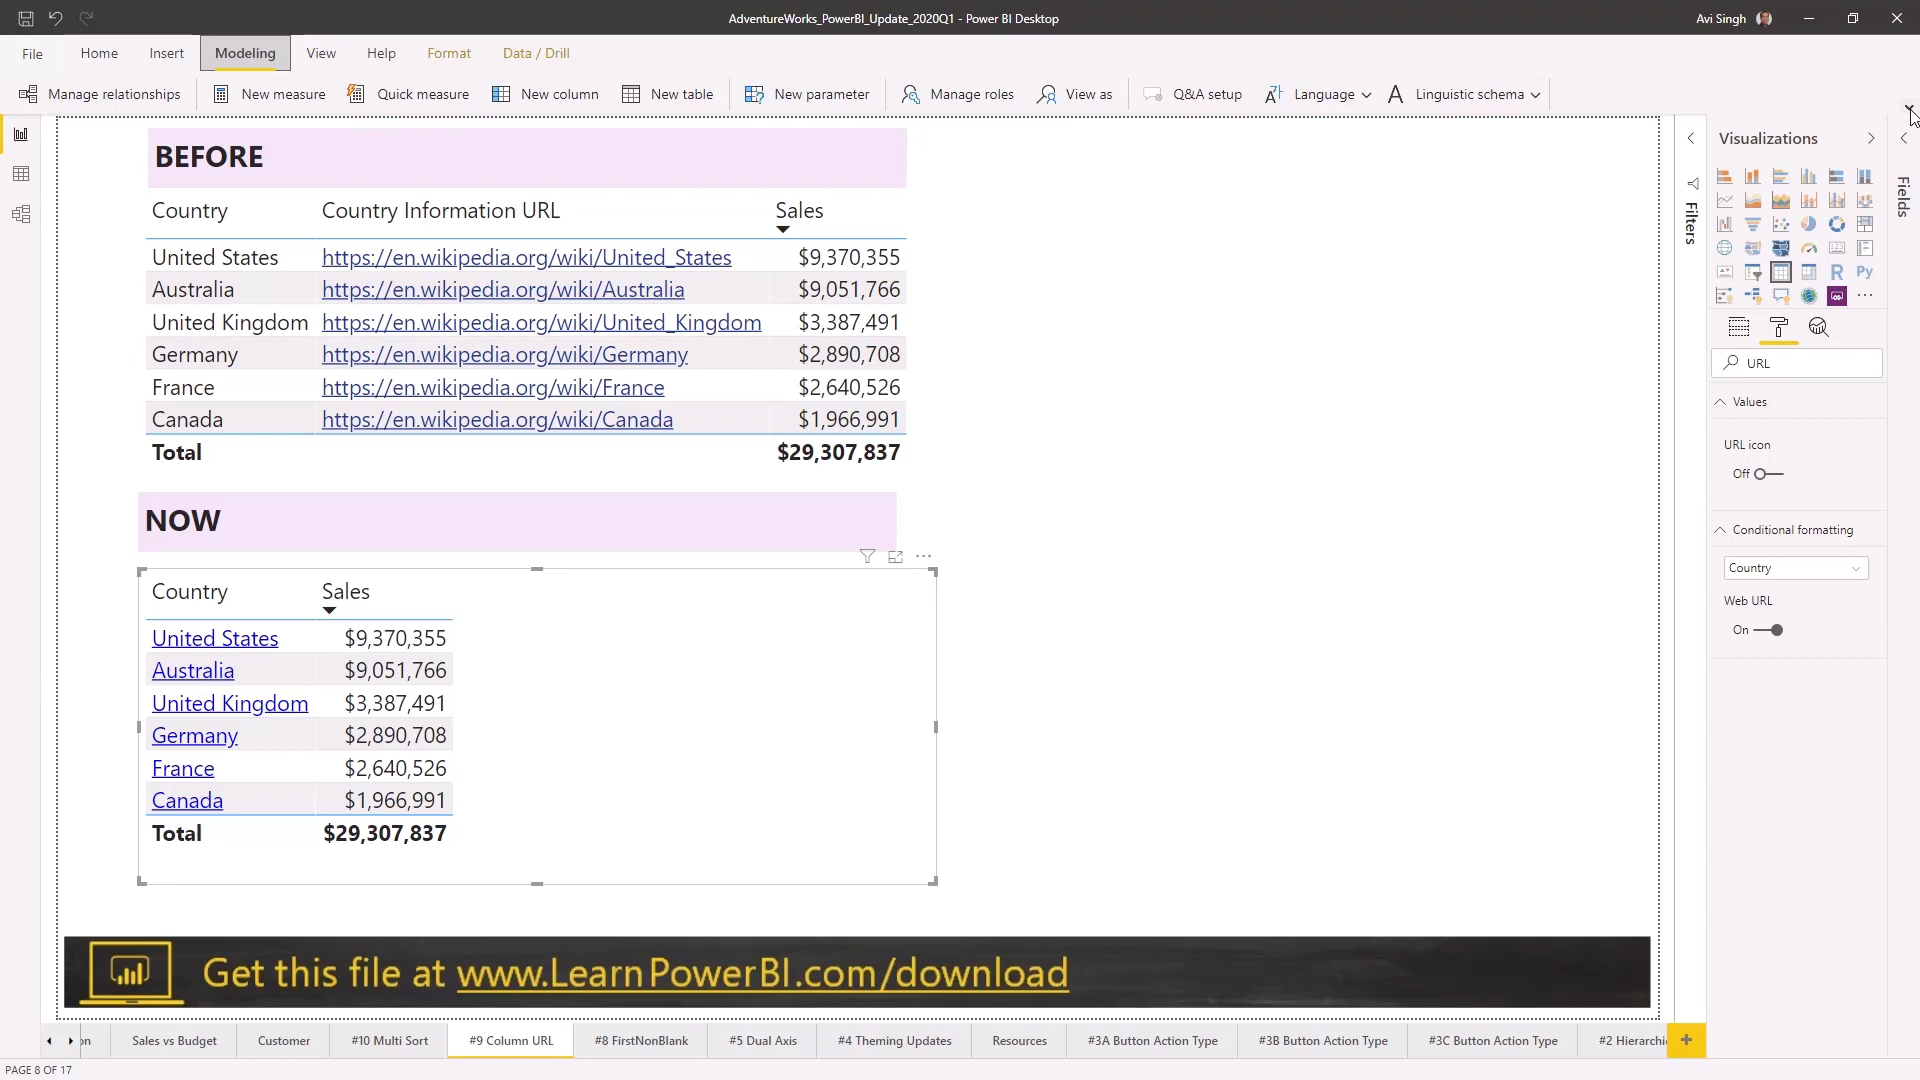 AdventureWorks_PowerBI_Update_2020Q1 - Power BI Desktop
Avi Singh
File Home Insert Modeling View Help Format Data / Drill
Manage relationships New measure Quick measure New column New table New parameter Manage roles View as Q&A setup Language Linguistic schema
BEFORE
Country Country Information URL Sales
United States https://en.wikipedia.org/wiki/United_States $9,370,355
Australia https://en.wikipedia.org/wiki/Australia $9,051,766
United Kingdom https://en.wikipedia.org/wiki/United_Kingdom $3,387,491
Germany https://en.wikipedia.org/wiki/Germany $2,890,708
France https://en.wikipedia.org/wiki/France $2,640,526
Canada https://en.wikipedia.org/wiki/Canada $1,966,991
Total $29,307,837
NOW
Country Sales
United States $9,370,355
Australia $9,051,766
United Kingdom $3,387,491
Germany $2,890,708
France $2,640,526
Canada $1,966,991
Total $29,307,837
Get this file at www.LearnPowerBI.com/download
Filters
Visualizations
R Py
URL
Values
URL icon
Off
Conditional formatting
Country
Web URL
On
Fields
on Sales vs Budget Customer #10 Multi Sort #9 Column URL #8 FirstNonBlank #5 Dual Axis #4 Theming Updates Resources #3A Button Action Type #3B Button Action Type #3C Button Action Type #2 Hierarchi
PAGE 8 OF 17